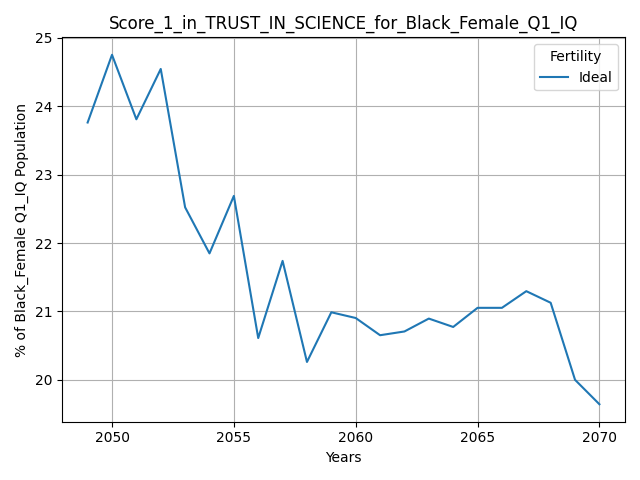 Score_1_in_TRUST_IN_SCIENCE_for_Black_Female_Q1_IQ
% of Black_Female Q1_IQ Population
25
24
23
22
21
20
Fertility
Ideal
2050 2055 2060 2065 2070
Years